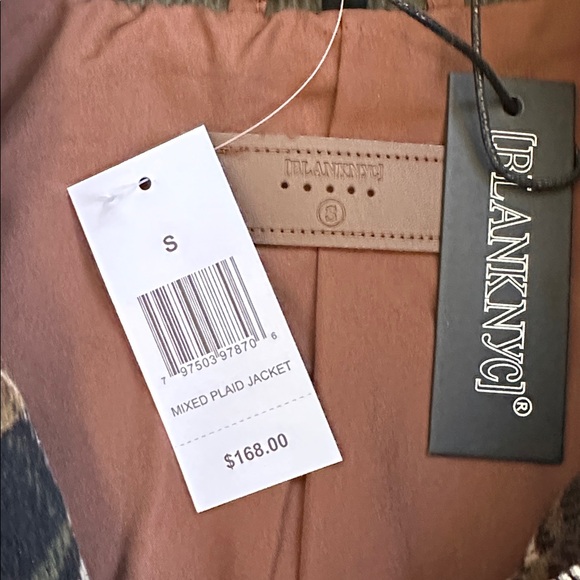 [BLANKNYC]
S
S
7 97503 97870 6
MIXED PLAID JACKET
$168.00
[BLANKNYC]®